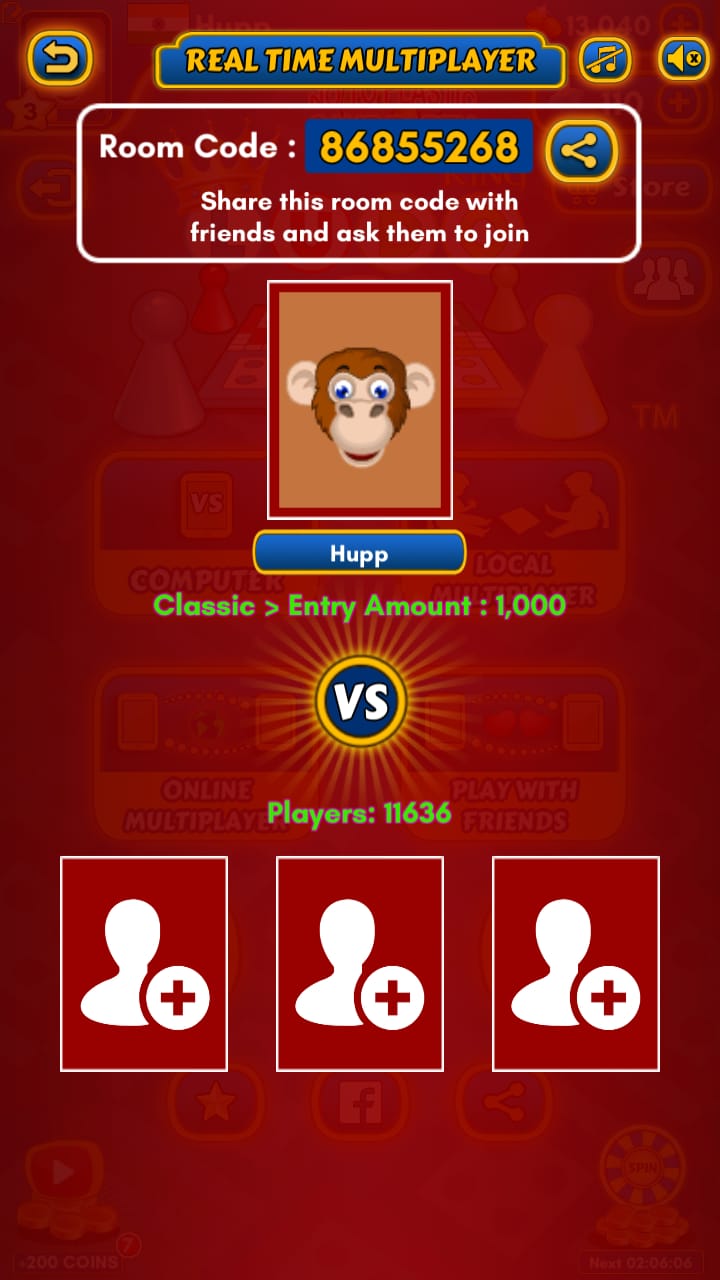 Hupp
13,040
REAL TIME MULTIPLAYER
3
Room Code : 86855268
Store
Share this room code with
friends and ask them to join
TM
VS
Hupp
COMPUTER
LOCAL
MULTIPLAYER
Classic > Entry Amount : 1,000
VS
ONLINE
MULTIPLAYER
PLAY WITH
FRIENDS
Players: 11636
SPIN
7
+200 COINS
Next 02:06:06